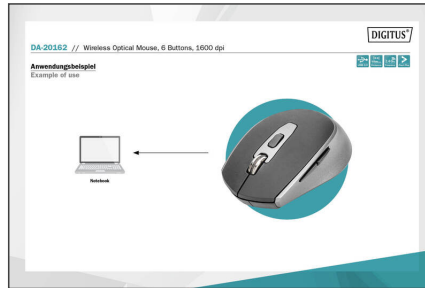 DIGITUS®
DA-20162 // Wireless Optical Mouse, 6 Buttons, 1600 dpi
Anwendungsbeispiel
Example of use
Notebook